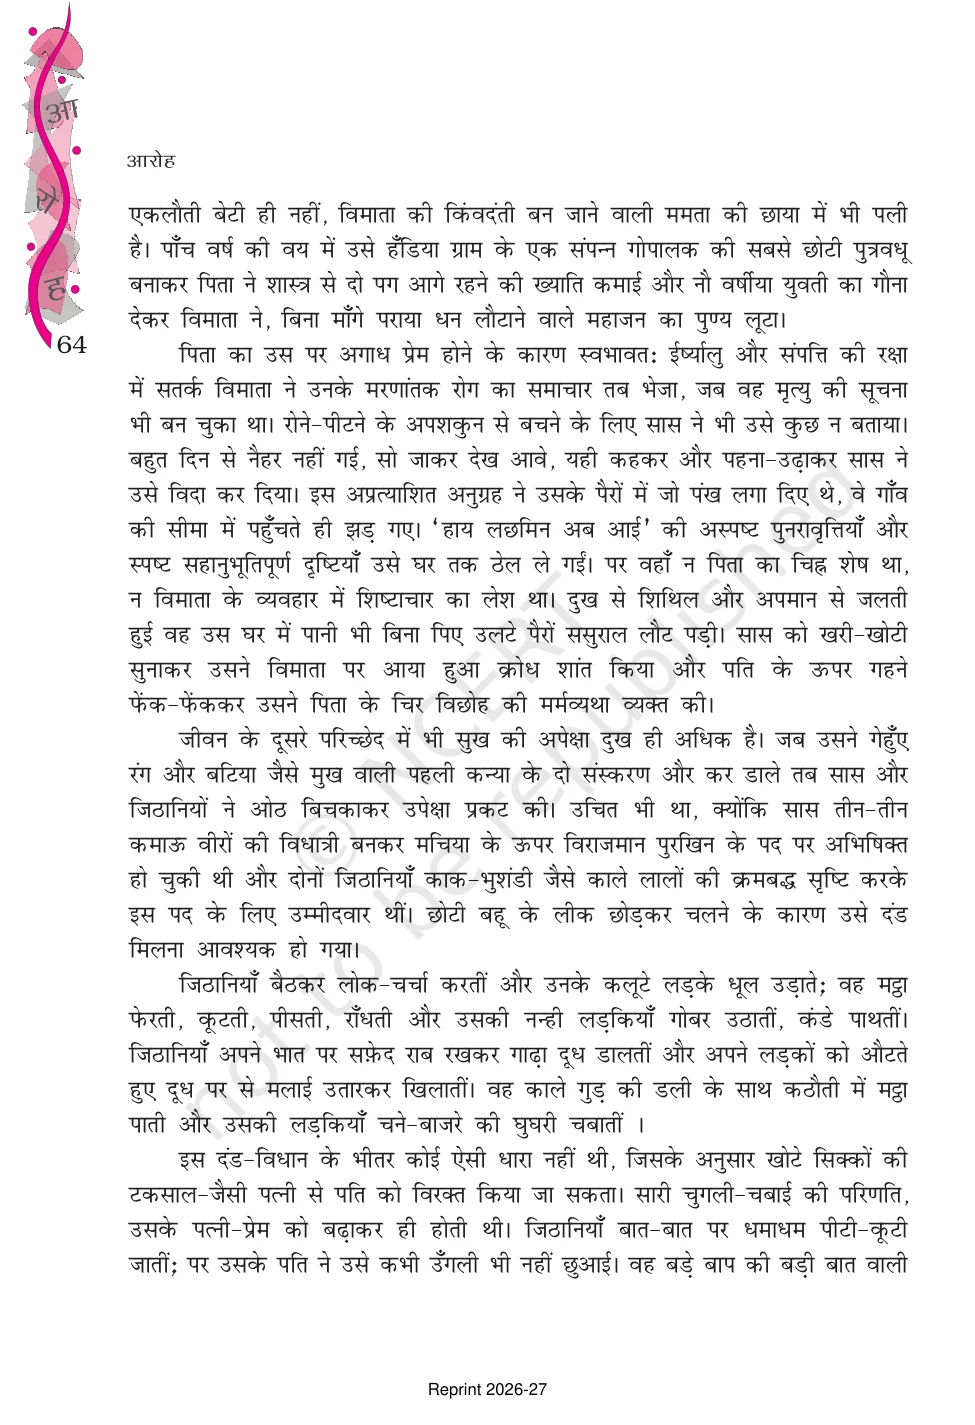 आ
रो
ह
आरोह
64
एकलौती बेटी ही नहीं, विमाता की किंवदंती बन जाने वाली ममता की छाया में भी पली
है। पाँच वर्ष की वय में उसे हँडिया ग्राम के एक संपन्न गोपालक की सबसे छोटी पुत्रवधू
बनाकर पिता ने शास्त्र से दो पग आगे रहने की ख्याति कमाई और नौ वर्षीया युवती का गौना
देकर विमाता ने, बिना माँगे पराया धन लौटाने वाले महाजन का पुण्य लूटा।
पिता का उस पर अगाध प्रेम होने के कारण स्वभावत: ईर्ष्यालु और संपत्ति की रक्षा
में सतर्क विमाता ने उनके मरणांतक रोग का समाचार तब भेजा, जब वह मृत्यु की सूचना
भी बन चुका था। रोने-पीटने के अपशकुन से बचने के लिए सास ने भी उसे कुछ न बताया।
बहुत दिन से नैहर नहीं गई, सो जाकर देख आवे, यही कहकर और पहना-उढ़ाकर सास ने
उसे विदा कर दिया। इस अप्रत्याशित अनुग्रह ने उसके पैरों में जो पंख लगा दिए थे, वे गाँव
की सीमा में पहुँचते ही झड़ गए। ‘हाय लछमिन अब आई’ की अस्पष्ट पुनरावृत्तियाँ और
स्पष्ट सहानुभूतिपूर्ण दृष्टियाँ उसे घर तक ठेल ले गईं। पर वहाँ न पिता का चिह्न शेष था,
न विमाता के व्यवहार में शिष्टाचार का लेश था। दुख से शिथिल और अपमान से जलती
हुई वह उस घर में पानी भी बिना पिए उलटे पैरों ससुराल लौट पड़ी। सास को खरी-खोटी
सुनाकर उसने विमाता पर आया हुआ क्रोध शांत किया और पति के ऊपर गहने
फेंक-फेंककर उसने पिता के चिर विछोह की मर्मव्यथा व्यक्त की।
जीवन के दूसरे परिच्छेद में भी सुख की अपेक्षा दुख ही अधिक है। जब उसने गेहुँए
रंग और बटिया जैसे मुख वाली पहली कन्या के दो संस्करण और कर डाले तब सास और
जिठानियों ने ओठ बिचकाकर उपेक्षा प्रकट की। उचित भी था, क्योंकि सास तीन-तीन
कमाऊ वीरों की विधात्री बनकर मचिया के ऊपर विराजमान पुरखिन के पद पर अभिषिक्त
हो चुकी थी और दोनों जिठानियाँ काक-भुशंडी जैसे काले लालों की क्रमबद्ध सृष्टि करके
इस पद के लिए उम्मीदवार थीं। छोटी बहू के लीक छोड़कर चलने के कारण उसे दंड
मिलना आवश्यक हो गया।
जिठानियाँ बैठकर लोक-चर्चा करतीं और उनके कलूटे लड़के धूल उड़ाते; वह मट्ठा
फेरती, कूटती, पीसती, राँधती और उसकी नन्ही लड़कियाँ गोबर उठातीं, कंडे पाथतीं।
जिठानियाँ अपने भात पर सफ़ेद राब रखकर गाढ़ा दूध डालतीं और अपने लड़कों को औटते
हुए दूध पर से मलाई उतारकर खिलातीं। वह काले गुड़ की डली के साथ कठौती में मट्ठा
पाती और उसकी लड़कियाँ चने-बाजरे की घुघरी चबातीं ।
इस दंड-विधान के भीतर कोई ऐसी धारा नहीं थी, जिसके अनुसार खोटे सिक्कों की
टकसाल-जैसी पत्नी से पति को विरक्त किया जा सकता। सारी चुगली-चबाई की परिणति,
उसके पत्नी-प्रेम को बढ़ाकर ही होती थी। जिठानियाँ बात-बात पर धमाधम पीटी-कूटी
जातीं; पर उसके पति ने उसे कभी उँगली भी नहीं छुआई। वह बड़े बाप की बड़ी बात वाली
© NCERT
not to be republished
Reprint 2026-27